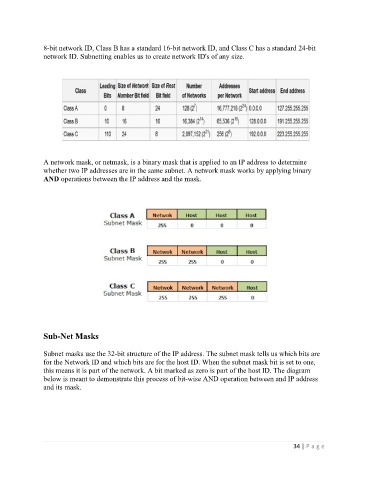 8-bit network ID, Class B has a standard 16-bit network ID, and Class C has a standard 24-bit
network ID. Subnetting enables us to create network ID's of any size.
Class Leading Bits Size of Network Number Bit field Size of Rest Bit field Number of Networks Addresses per Network Start address End address
Class A 0 8 24 128 (2^7) 16,777,216 (2^24) 0.0.0.0 127.255.255.255
Class B 10 16 16 16,384 (2^14) 65,536 (2^16) 128.0.0.0 191.255.255.255
Class C 110 24 8 2,097,152 (2^21) 256 (2^8) 192.0.0.0 223.255.255.255
A network mask, or netmask, is a binary mask that is applied to an IP address to determine
whether two IP addresses are in the same subnet. A network mask works by applying binary
AND operations between the IP address and the mask.
Class A Netwok Host Host Host
Subnet Mask 255 0 0 0
Class B Netwok Network Host Host
Subnet Mask 255 255 0 0
Class C Netwok Network Network Host
Subnet Mask 255 255 255 0
Sub-Net Masks
Subnet masks use the 32-bit structure of the IP address. The subnet mask tells us which bits are
for the Network ID and which bits are for the host ID. When the subnet mask bit is set to one,
this means it is part of the network. A bit marked as zero is part of the host ID. The diagram
below is meant to demonstrate this process of bit-wise AND operation between and IP address
and its mask.
34 | Page